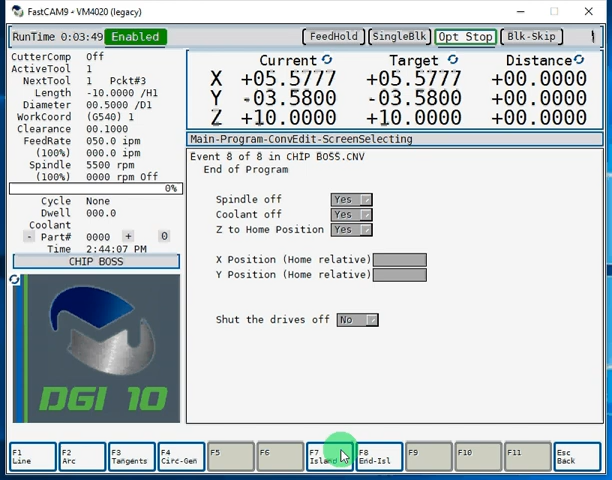 FastCAM9 - VM4020 (legacy)
RunTime 0:03:49 Enabled FeedHold SingleBlk Opt Stop Blk-Skip
CutterComp Off
ActiveTool 1
NextTool 1 Pckt#3
Length -10.0000 /H1
Diameter 00.5000 /D1
WorkCoord (G540) 1
Clearance 00.1000
FeedRate 050.0 ipm
(100%) 000.0 ipm
Spindle 5500 rpm
(100%) 0000 rpm Off
0%
Cycle None
Dwell 000.0
Coolant
- Part# 0000 + 0
Time 2:44:07 PM
CHIP BOSS
DGI 10
Current Target Distance
X +05.5777 +05.5777 +00.0000
Y -03.5800 -03.5800 +00.0000
Z +10.0000 +10.0000 +00.0000
Main-Program-ConvEdit-ScreenSelecting
Event 8 of 8 in CHIP BOSS.CNV
End of Program
Spindle off Yes
Coolant off Yes
Z to Home Position Yes
X Position (Home relative)
Y Position (Home relative)
Shut the drives off No
F1 F2 F3 F4 F5 F6 F7 F8 F9 F10 F11 Esc
Line Arc Tangents Circ-Gen Island End-Isl Back